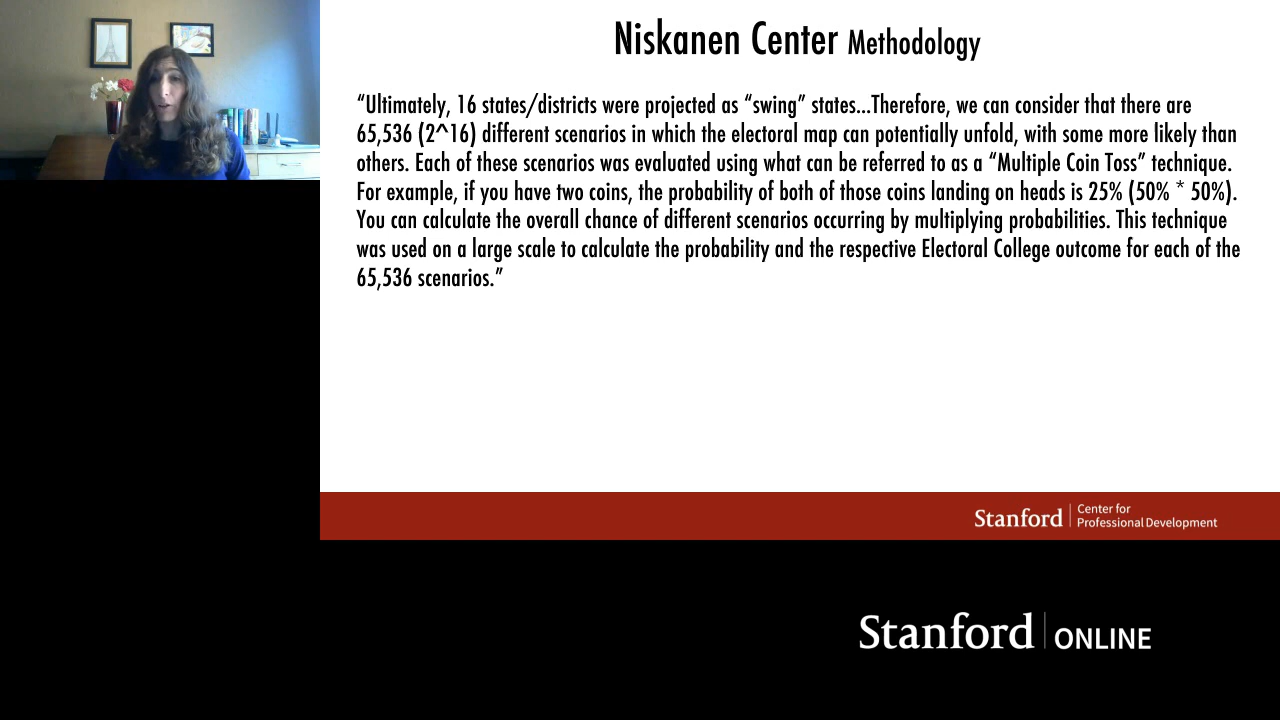 Niskanen Center Methodology
“Ultimately, 16 states/districts were projected as “swing” states...Therefore, we can consider that there are
65,536 (2^16) different scenarios in which the electoral map can potentially unfold, with some more likely than
others. Each of these scenarios was evaluated using what can be referred to as a “Multiple Coin Toss” technique.
For example, if you have two coins, the probability of both of those coins landing on heads is 25% (50% * 50%).
You can calculate the overall chance of different scenarios occurring by multiplying probabilities. This technique
was used on a large scale to calculate the probability and the respective Electoral College outcome for each of the
65,536 scenarios.”
Stanford | Center for
Professional Development
Stanford | ONLINE